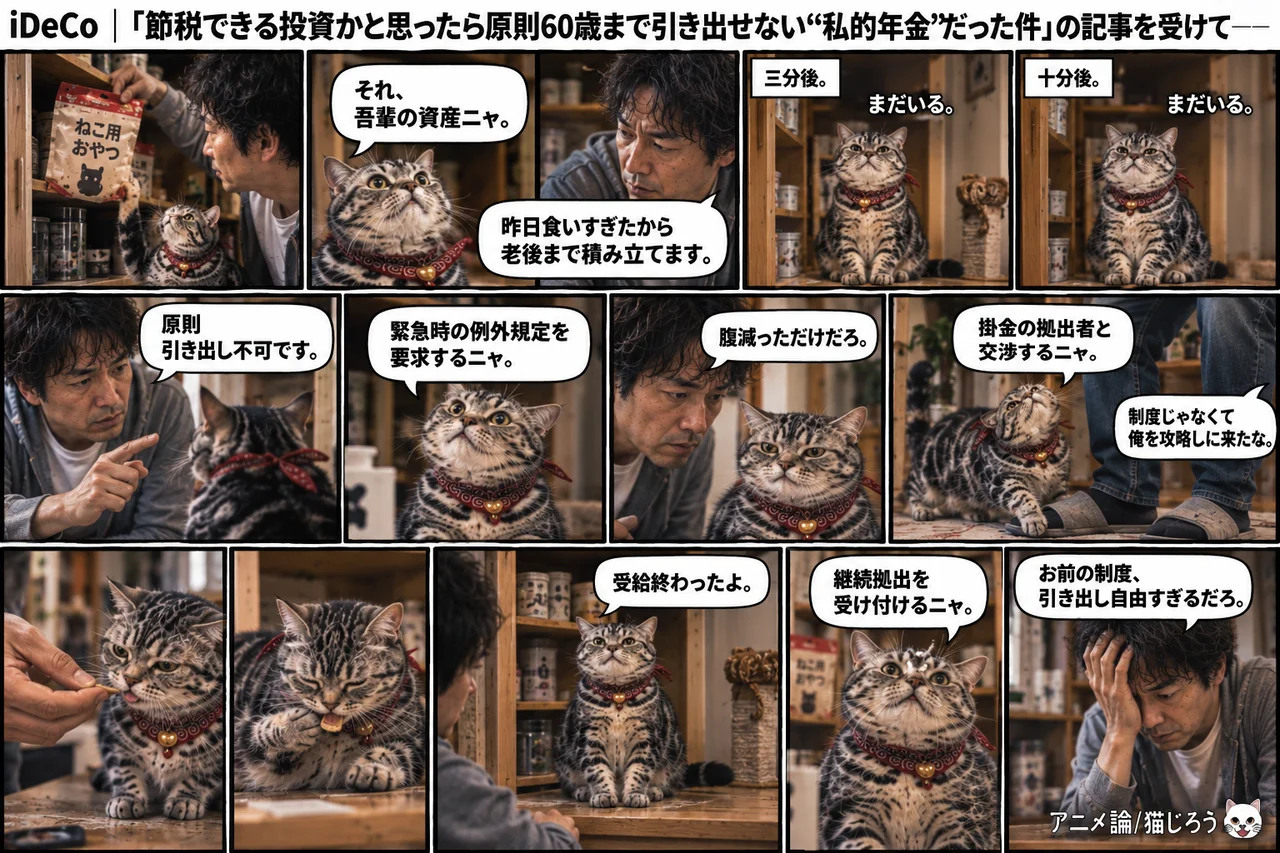 iDeCo｜「節税できる投資かと思ったら原則60歳まで引き出せない“私的年金”だった件」の記事を受けて――
ねこ用
おやつ
それ、
吾輩の資産ニャ。
昨日食いすぎたから
老後まで積み立てます。
三分後。
まだいる。
十分後。
まだいる。
原則
引き出し不可です。
緊急時の例外規定を
要求するニャ。
腹減っただけだろ。
掛金の拠出者と
交渉するニャ。
制度じゃなくて
俺を攻略しに来たな。
受給終わったよ。
継続拠出を
受け付けるニャ。
ねこ用
おやつ
お前の制度、
引き出し自由すぎるだろ。
アニメ論/猫じろう